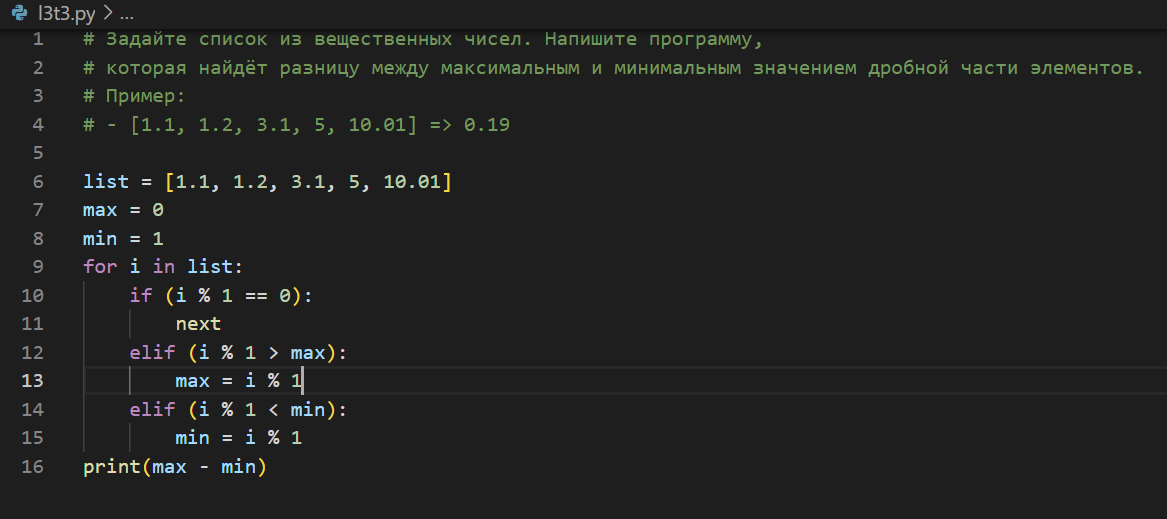 l3t3.py > ...
1 # Задайте список из вещественных чисел. Напишите программу,
2 # которая найдёт разницу между максимальным и минимальным значением дробной части элементов.
3 # Пример:
4 # - [1.1, 1.2, 3.1, 5, 10.01] => 0.19
5
6 list = [1.1, 1.2, 3.1, 5, 10.01]
7 max = 0
8 min = 1
9 for i in list:
10     if (i % 1 == 0):
11         next
12     elif (i % 1 > max):
13         max = i % 1
14     elif (i % 1 < min):
15         min = i % 1
16 print(max - min)